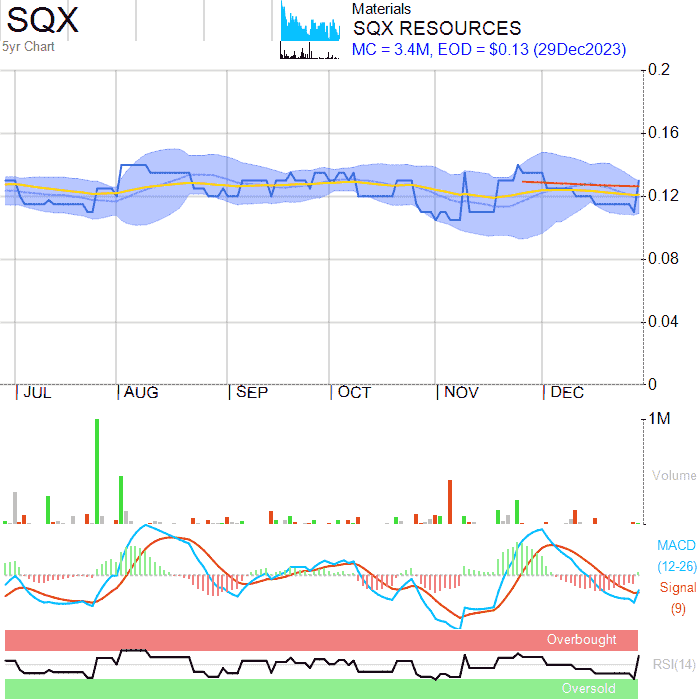 SQX
5yr Chart
Materials
SQX RESOURCES
MC = 3.4M, EOD = $0.13 (29Dec2023)
0.2
0.16
0.12
0.08
0.04
0
JUL AUG SEP OCT NOV DEC
1M
Volume
MACD
(12-26)
Signal
(9)
Overbought
RSI(14)
Oversold